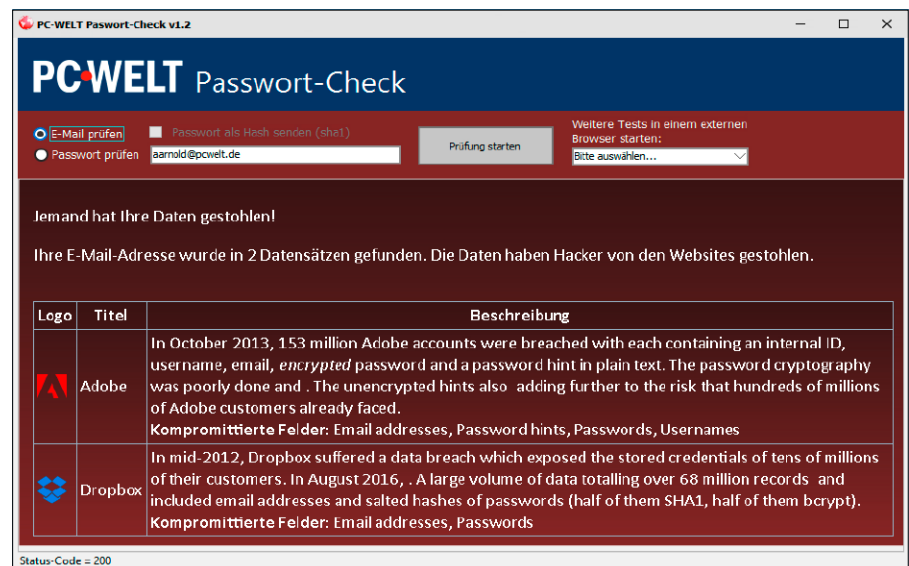 PC-WELT Paswort-Check v1.2
PC WELT Passwort-Check
E-Mail prüfen
Passwort als Hash senden (sha1)
Passwort prüfen
aarnold@pcwelt.de
Prüfung starten
Weitere Tests in einem externen
Browser starten:
Bitte auswählen...
Jemand hat Ihre Daten gestohlen!
Ihre E-Mail-Adresse wurde in 2 Datensätzen gefunden. Die Daten haben Hacker von den Websites gestohlen.
Logo Titel Beschreibung
Adobe
In October 2013, 153 million Adobe accounts were breached with each containing an internal ID,
username, email, encrypted password and a password hint in plain text. The password cryptography
was poorly done and . The unencrypted hints also adding further to the risk that hundreds of millions
of Adobe customers already faced.
Kompromittierte Felder: Email addresses, Password hints, Passwords, Usernames
Dropbox
In mid-2012, Dropbox suffered a data breach which exposed the stored credentials of tens of millions
of their customers. In August 2016, . A large volume of data totalling over 68 million records and
included email addresses and salted hashes of passwords (half of them SHA1, half of them bcrypt).
Kompromittierte Felder: Email addresses, Passwords
Status-Code = 200